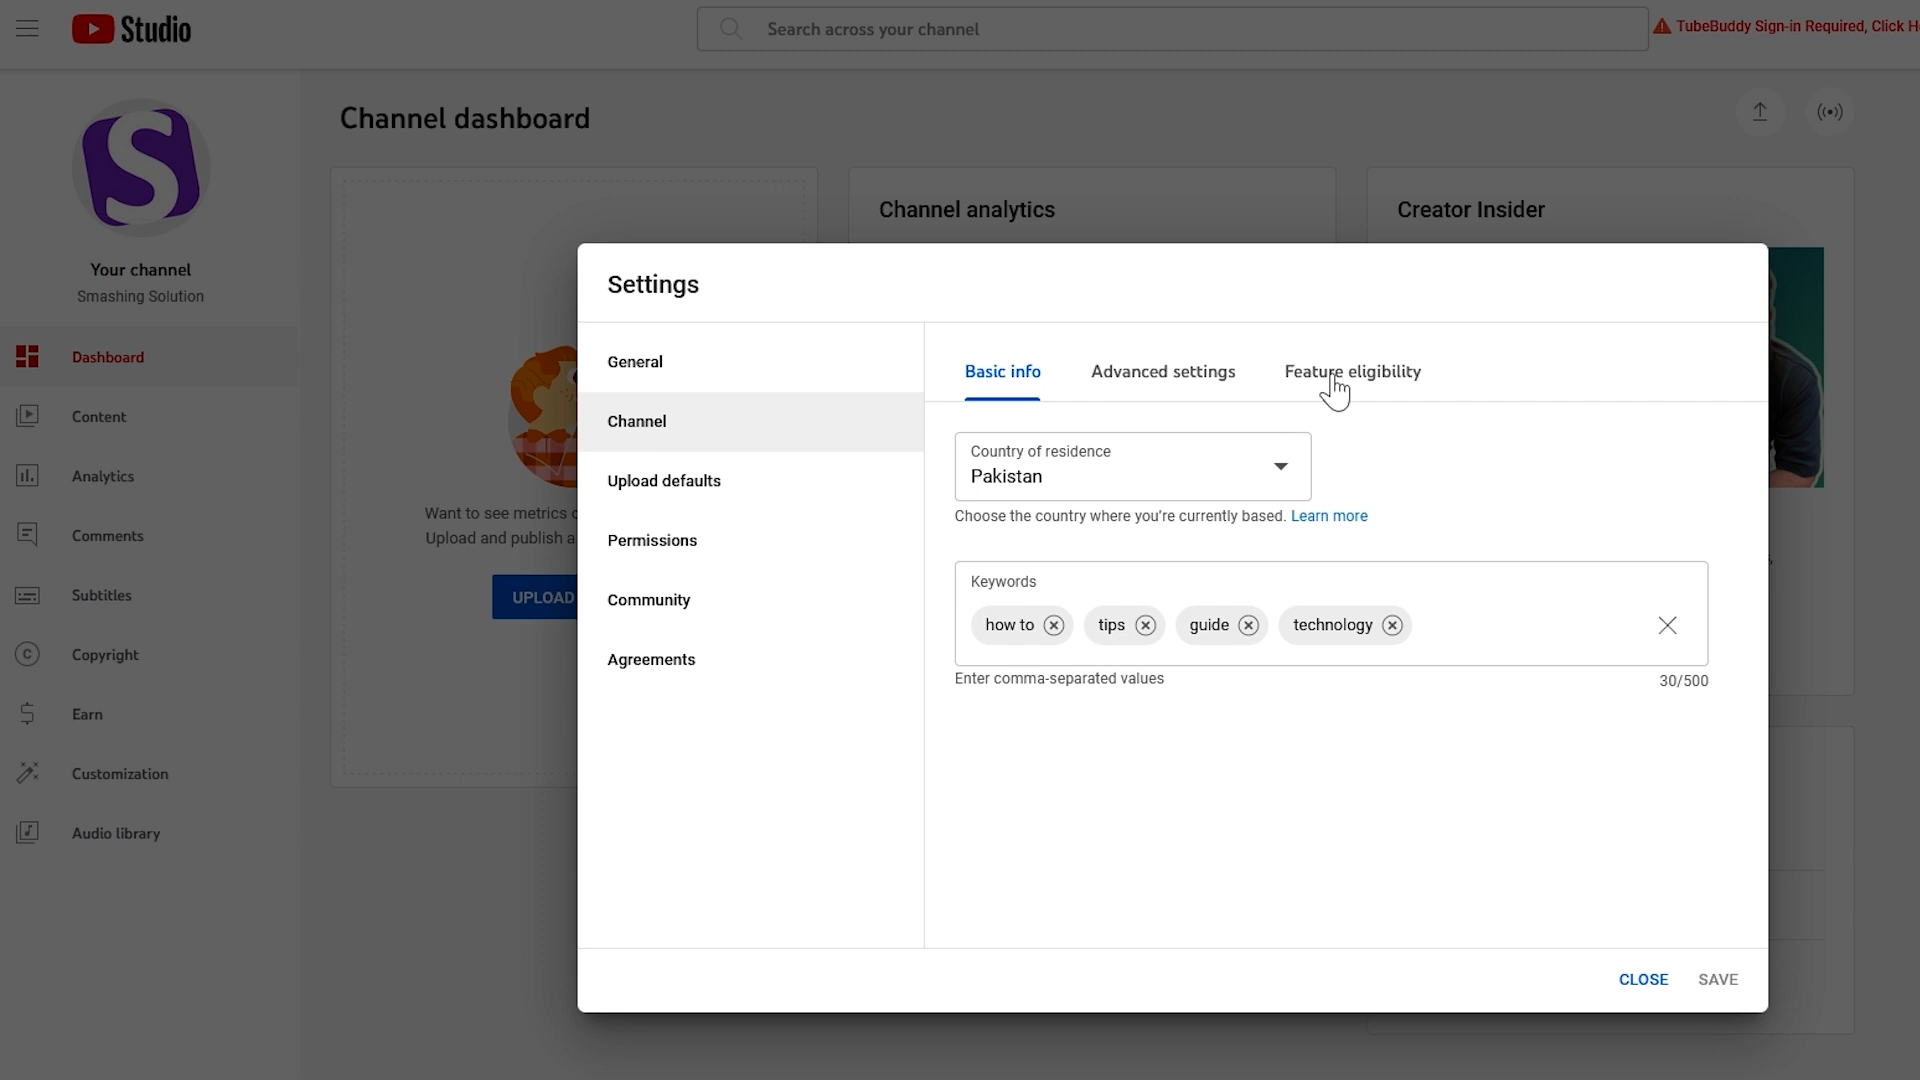 Studio
Search across your channel
TubeBuddy Sign-in Required, Click
Channel dashboard
S
Your channel
Smashing Solution
Dashboard
Content
Analytics
Comments
Subtitles
Copyright
Earn
Customization
Audio library
Want to see metrics
Upload and publish a
UPLOAD
Channel analytics
Creator Insider
Settings
General
Channel
Upload defaults
Permissions
Community
Agreements
Basic info
Advanced settings
Feature eligibility
Country of residence
Pakistan
Choose the country where you're currently based. Learn more
Keywords
how to
tips
guide
technology
Enter comma-separated values
30/500
CLOSE
SAVE